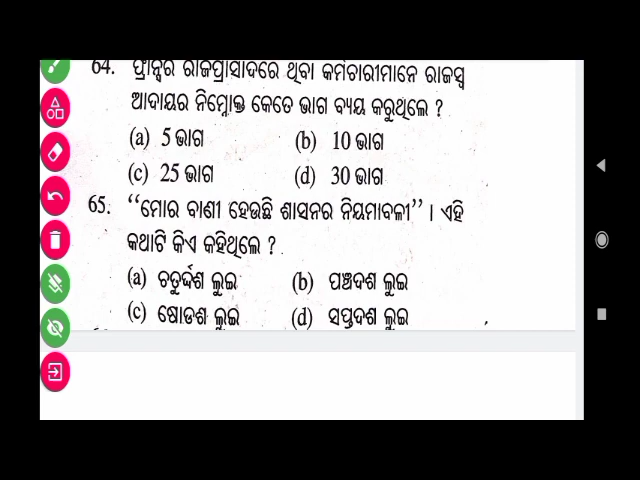 64. ଫ୍ରାନ୍ସର ରାଜପ୍ରାସାଦରେ ଥିବା କର୍ମଚାରୀମାନେ ରାଜସ୍ୱ
ଆଦାୟର ନିମ୍ନୋକ୍ତ କେତେ ଭାଗ ବ୍ୟୟ କରୁଥିଲେ ?
(a) 5 ଭାଗ (b) 10 ଭାଗ
(c) 25 ଭାଗ (d) 30 ଭାଗ
65. ‘‘ମୋର ବାଣୀ ହେଉଛି ଶାସନର ନିୟମାବଳୀ’’ । ଏହି
କଥାଟି କିଏ କହିଥିଲେ ?
(a) ଚତୁର୍ଦ୍ଦଶ ଲୁଇ (b) ପଞ୍ଚଦଶ ଲୁଇ
(c) ଷୋଡଶ ଲୁଇ (d) ସପ୍ତଦଶ ଲୁଇ